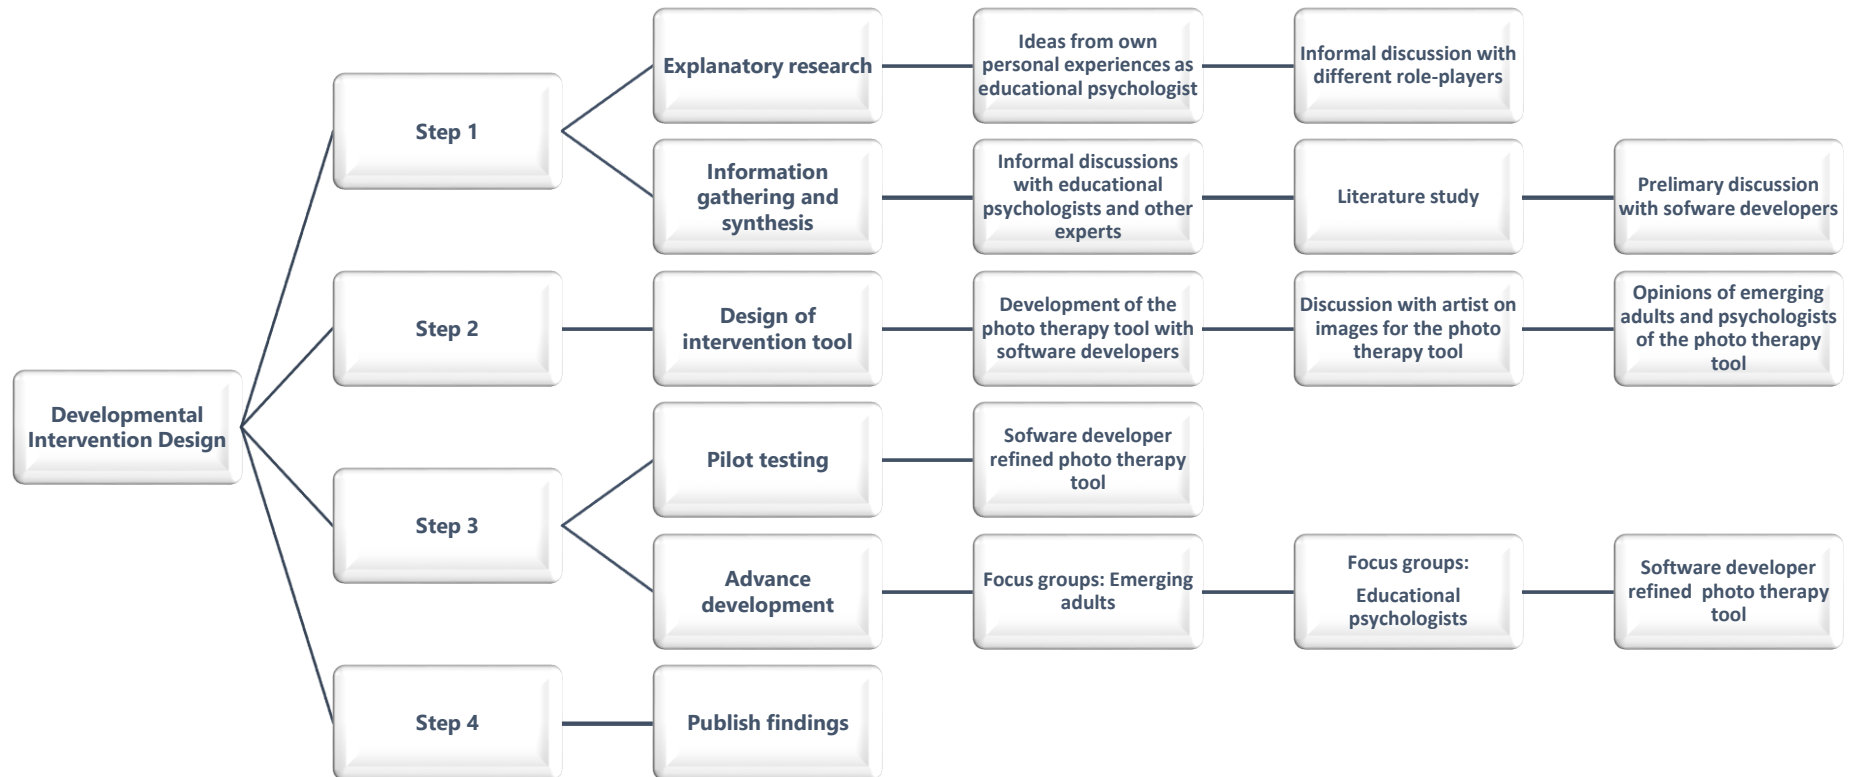 Developmental
Intervention Design
Step 1
Explanatory research
Ideas from own
personal experiences as
educational psychologist
Informal discussion with
different role-players
Information
gathering and
synthesis
Informal discussions
with educational
psychologists and other
experts
Literature study
Prelimary discussion
with sofware developers
Step 2
Design of
intervention tool
Development of the
photo therapy tool with
software developers
Discussion with artist on
images for the photo
therapy tool
Opinions of emerging
adults and psychologists
of the photo therapy
tool
Step 3
Pilot testing
Sofware developer
refined photo therapy
tool
Advance
development
Focus groups: Emerging
adults
Focus groups:
Educational
psychologists
Software developer
refined photo therapy
tool
Step 4
Publish findings